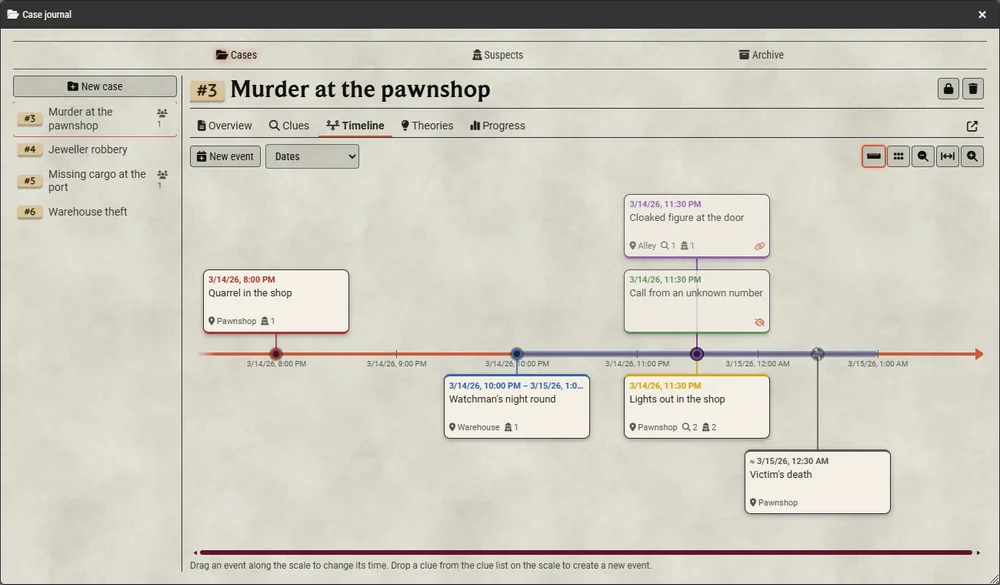 Case journal
Cases
Suspects
Archive
New case
#3 Murder at the
pawnshop
1
#4 Jeweller robbery
#5 Missing cargo at the
port
1
#6 Warehouse theft
#3 Murder at the pawnshop
Overview
Clues
Timeline
Theories
Progress
New event
Dates
3/14/26, 11:30 PM
Cloaked figure at the door
Alley 1 1
3/14/26, 8:00 PM
Quarrel in the shop
Pawnshop 1
3/14/26, 11:30 PM
Call from an unknown number
3/14/26, 8:00 PM
3/14/26, 9:00 PM
3/14/26, 10:00 PM
3/14/26, 11:00 PM
3/15/26, 12:00 AM
3/15/26, 1:00 AM
3/14/26, 10:00 PM – 3/15/26, 1:0...
Watchman's night round
Warehouse 1
3/14/26, 11:30 PM
Lights out in the shop
Pawnshop 2 2
≈ 3/15/26, 12:30 AM
Victim's death
Pawnshop
Drag an event along the scale to change its time. Drop a clue from the clue list on the scale to create a new event.